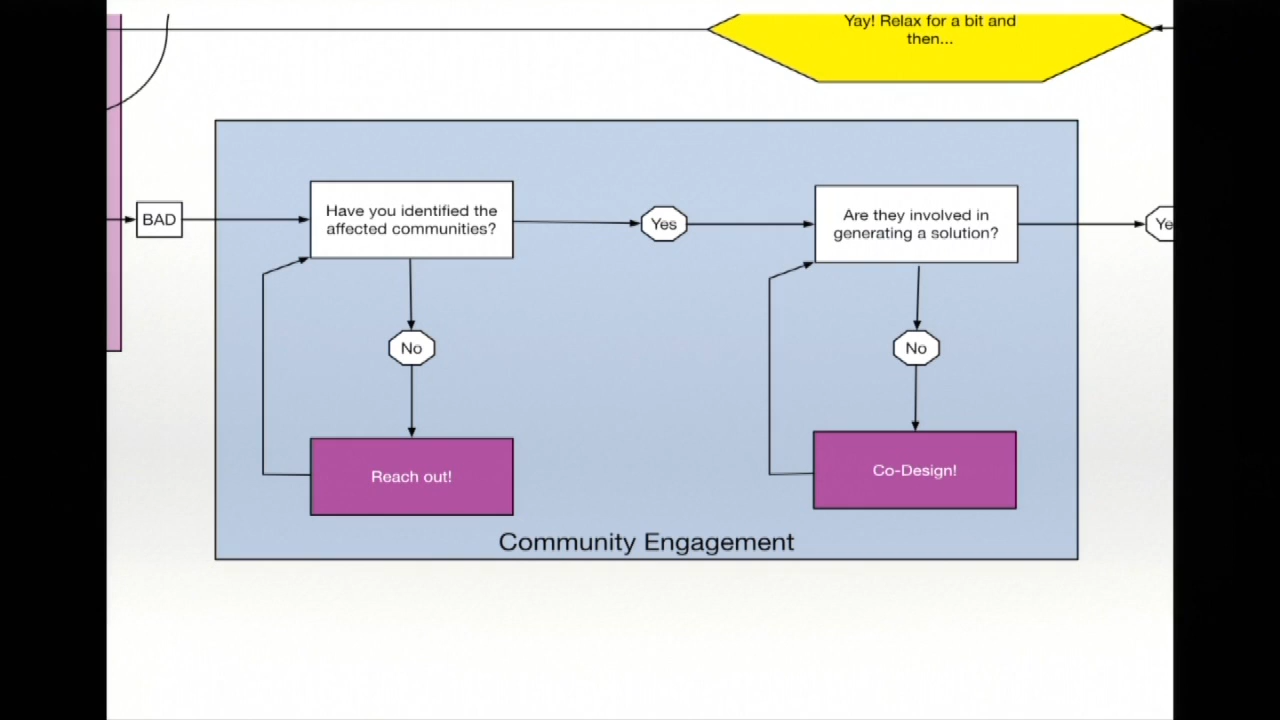 Yay! Relax for a bit and
then...
BAD
Have you identified the
affected communities?
Yes
Are they involved in
generating a solution?
Ye
No
No
Reach out!
Co-Design!
Community Engagement